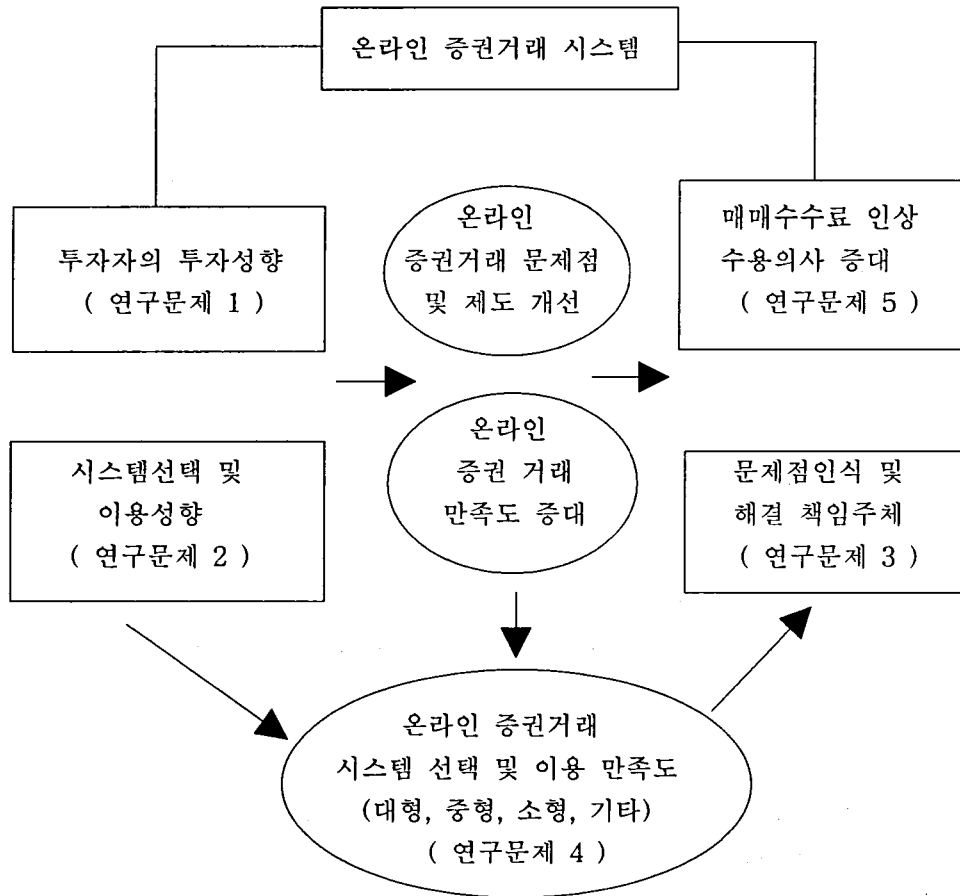 온라인 증권거래 시스템
투자자의 투자성향
( 연구문제 1 )
온라인
증권거래 문제점
및 제도 개선
매매수수료 인상
수용의사 증대
( 연구문제 5 )
시스템선택 및
이용성향
( 연구문제 2 )
온라인
증권 거래
만족도 증대
문제점인식 및
해결 책임주체
( 연구문제 3 )
온라인 증권거래
시스템 선택 및 이용 만족도
(대형, 중형, 소형, 기타)
( 연구문제 4 )